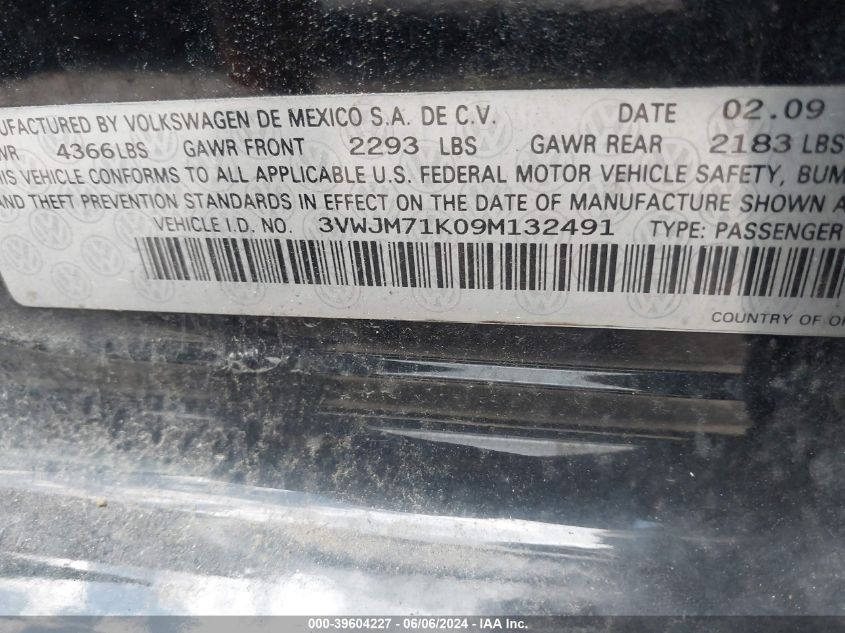 UFACTURED BY VOLKSWAGEN DE MEXICO S.A. DE C.V. DATE 02.09
WR 4366LBS GAWR FRONT 2293 LBS GAWR REAR 2183 LBS
HIS VEHICLE CONFORMS TO ALL APPLICABLE U.S. FEDERAL MOTOR VEHICLE SAFETY, BUM
AND THEFT PREVENTION STANDARDS IN EFFECT ON THE DATE OF MANUFACTURE SHOWN A
VEHICLE I.D. NO. 3VWJM71K09M132491 TYPE: PASSENGER
COUNTRY OF OR
000-39604227 - 06/06/2024 - IAA Inc.